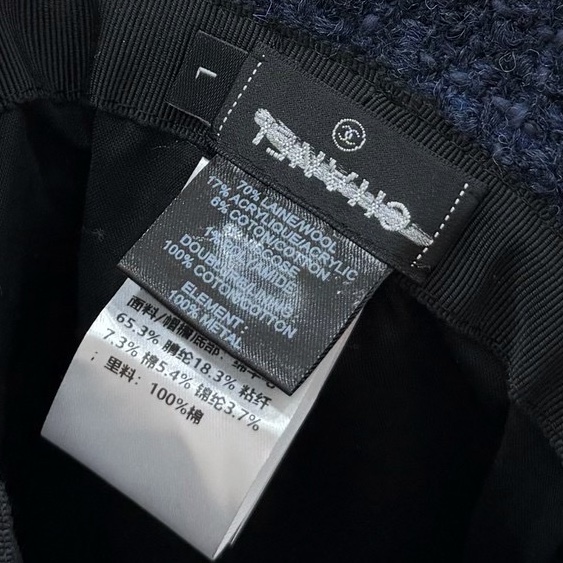 L
CHANEL
70% LAINE/WOOL
17% ACRYLIQUE/ACRYLIC
6% COTON/COTTON
DOUBLURE/LINING
100% COTON/COTTON
ELEMENT:
100% METAL
面料/帽檐底部:
65.3% 腈纶18.3% 粘纤
7.3% 棉5.4% 锦纶3.7%
; 里料: 100%棉